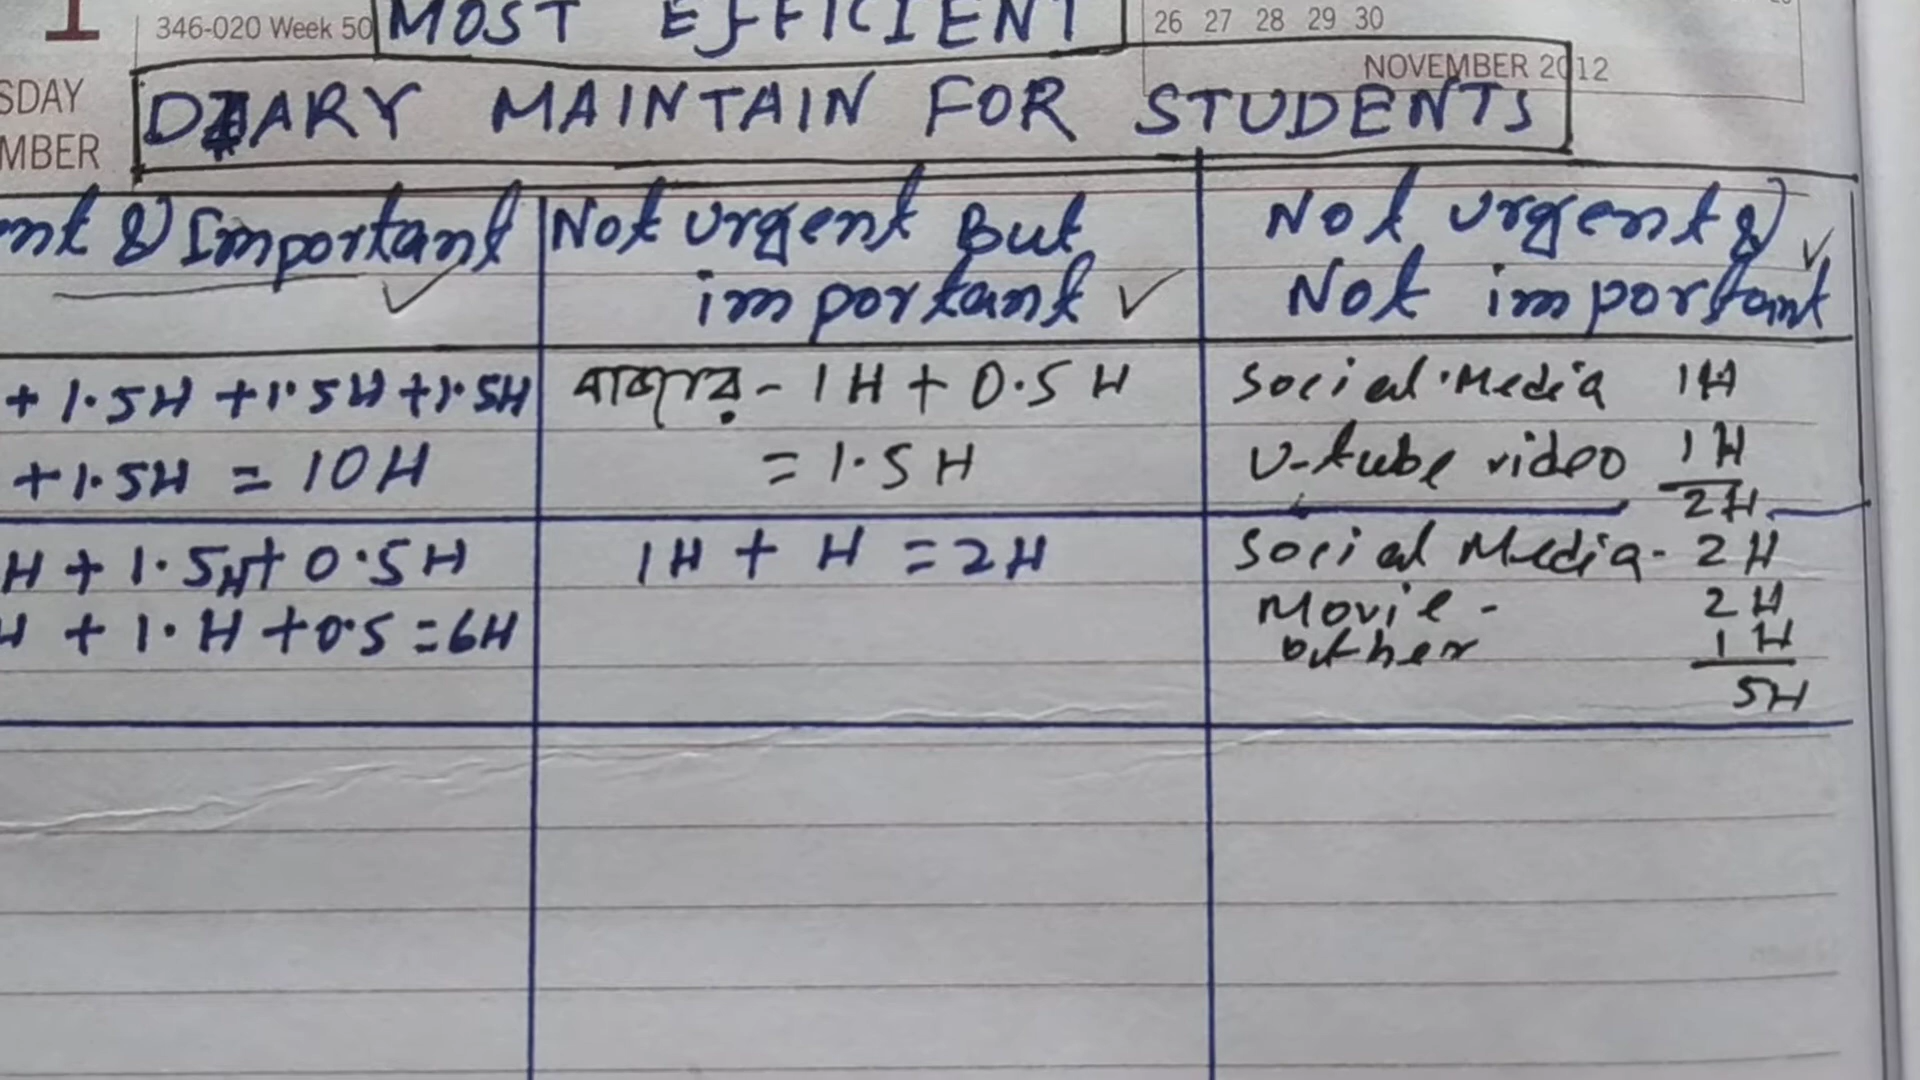 346-020 Week 50
MOST EFFICIENT
26 27 28 29 30
SDAY
NOVEMBER 2012
DIARY MAINTAIN FOR STUDENTS
MBER
& Important
Not urgent But
important ✓
Not urgent &
Not important ✓
+ 1.5H + 1.5H + 1.5H
+ 1.5H = 10H
বাজার - 1H + 0.5H
= 1.5H
Social Media 1H
U-tube video 1H
2H
H + 1.5H + 0.5H
H + 1.H + 0.5 = 6H
1H + H = 2H
Social Media - 2H
Movie - 2H
other 1H
5H